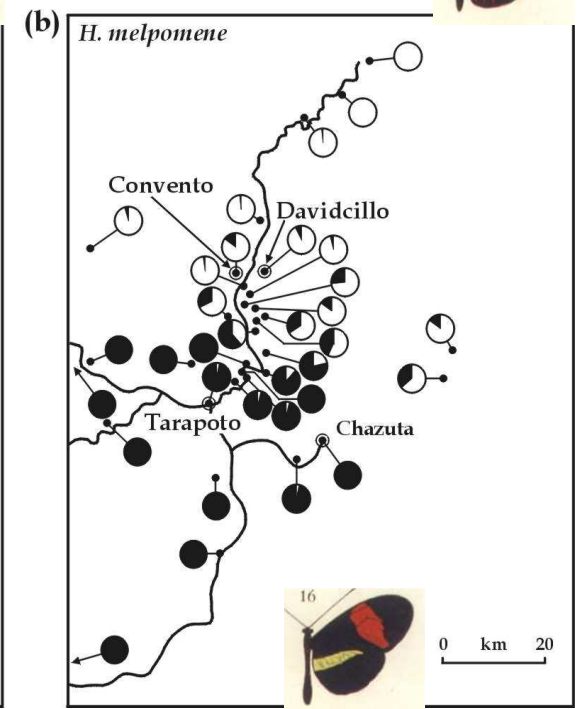 (b)
H. melpomene
Convento
Davidcillo
Tarapoto
Chazuta
16
0 km 20